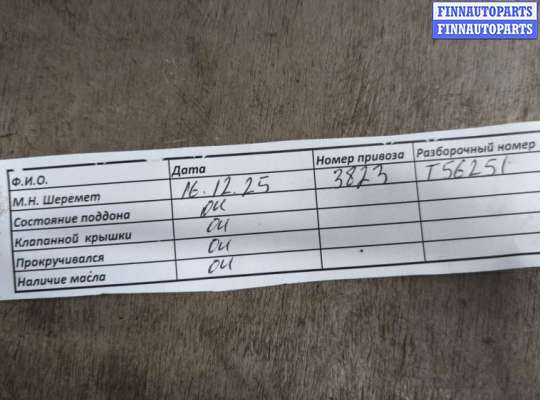 FINNAUTOPARTS
FINNAUTOPARTS
Ф.И.О. Дата Номер привоза Разборочный номер
М.Н. Шеремет 16.12.25 3823 T56251
Состояние поддона ОК
Клапанной крышки ОК
Прокручивался ОК
Наличие масла ОК